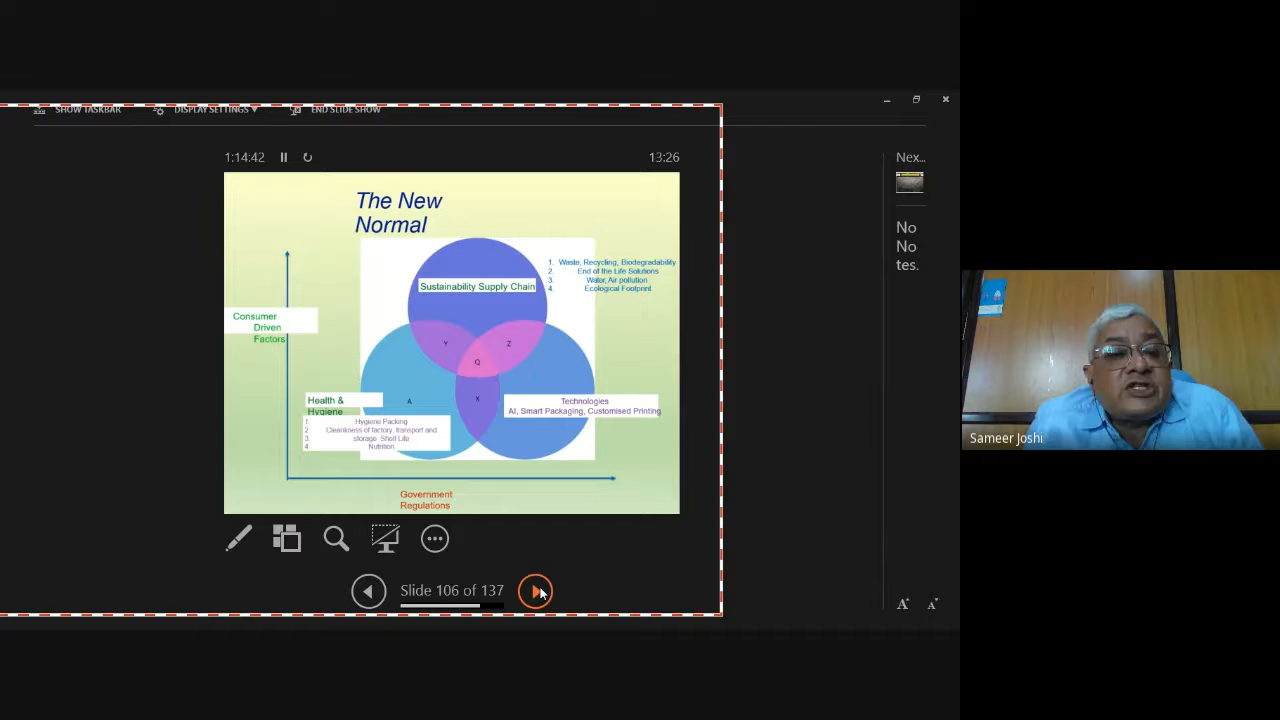 SHOW TASKBAR
DISPLAY SETTINGS
END SLIDE SHOW
1:14:42
13:26
Nex...
No
No
tes.
The New
Normal
Sustainability Supply Chain
1. Waste, Recycling, Biodegradability
2. End of the Life Solutions
3. Water, Air pollution
4. Ecological Footprint
Consumer
Driven
Factors
Y
Z
Q
A
X
Health &
Hygiene
1. Hygiene Packing
2. Cleankness of factory, transport and
3. storage Shelf Life
4. Nutrition
Technologies
AI, Smart Packaging, Customised Printing
Government
Regulations
Slide 106 of 137
A
A
Sameer Joshi